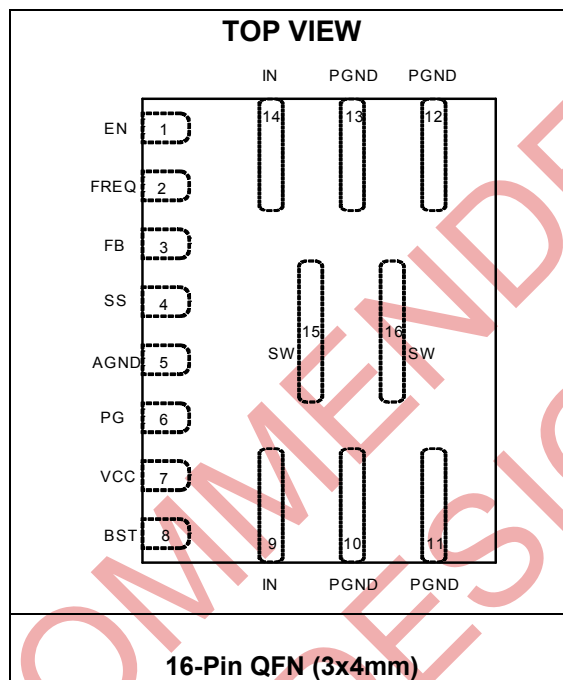 TOP VIEW
IN PGND PGND
14 13 12
EN 1
FREQ 2
FB 3
SS 4
AGND 5
PG 6
VCC 7
BST 8
15 16
SW SW
9 10 11
IN PGND PGND
16-Pin QFN (3x4mm)